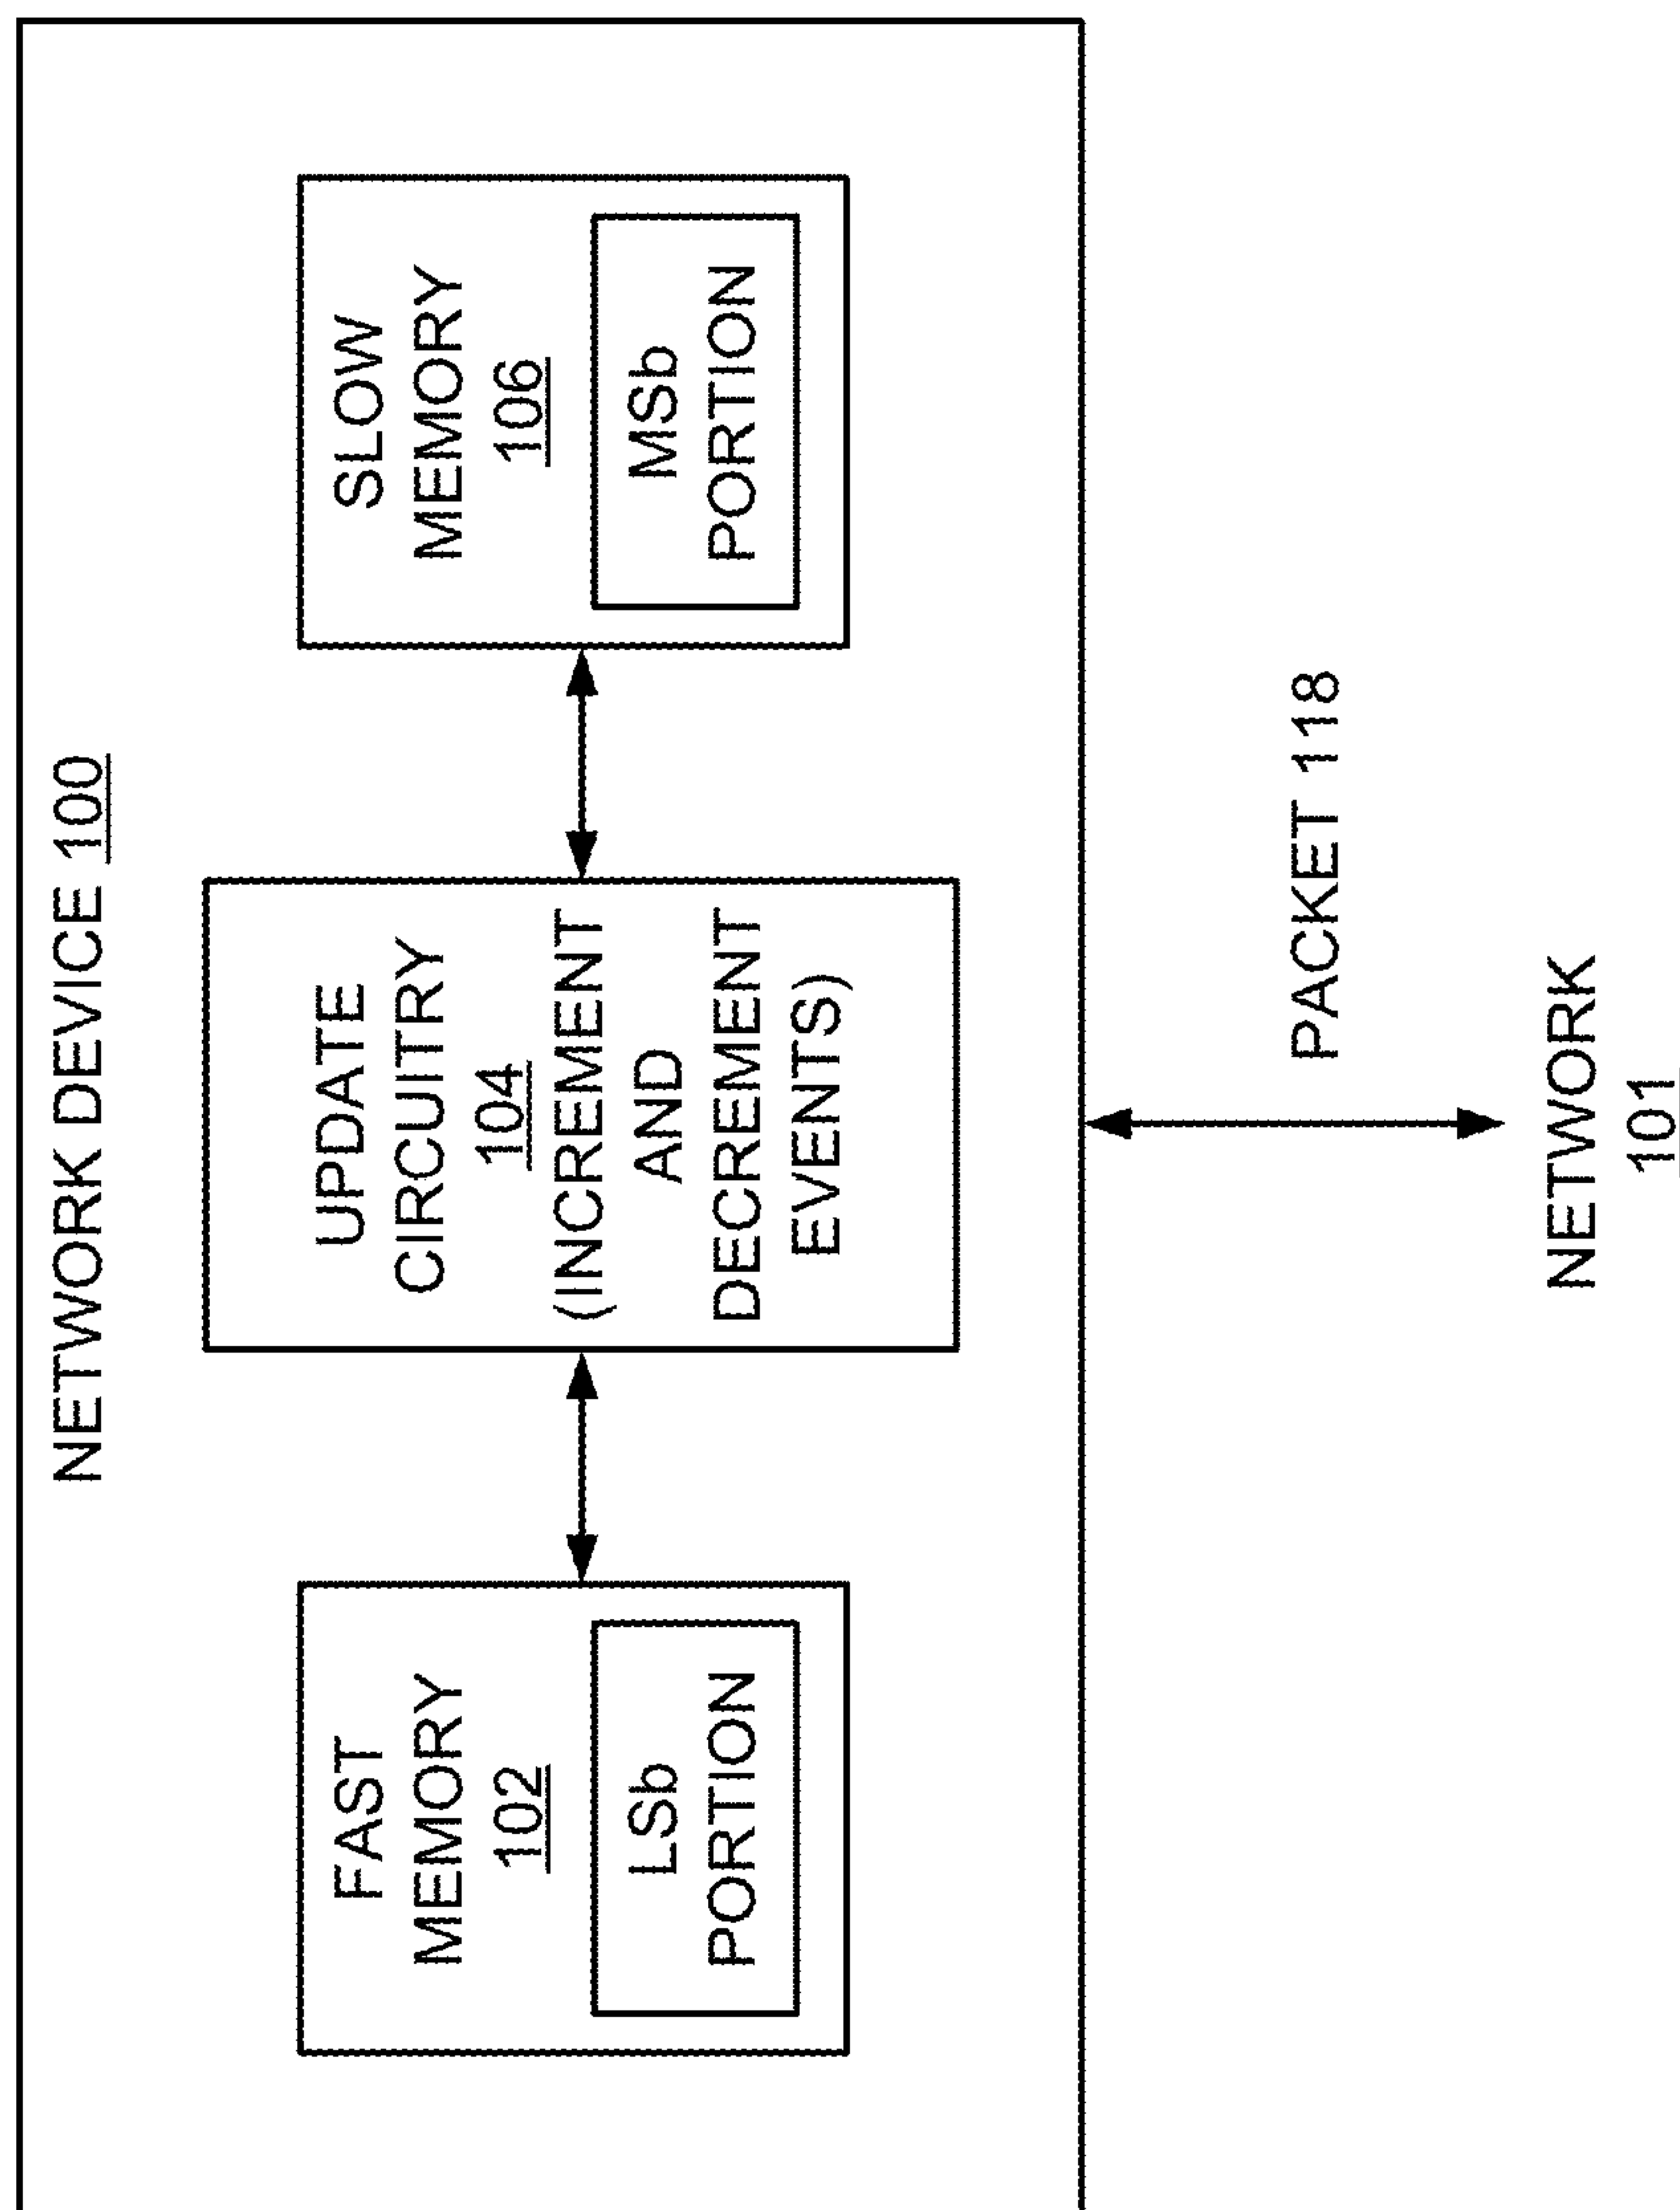 NETWORK DEVICE 100
FAST
MEMORY
102
LSb
PORTION
UPDATE
CIRCUITRY
104
(INCREMENT
AND
DECREMENT
EVENTS)
SLOW
MEMORY
106
MSb
PORTION
PACKET 118
NETWORK
101